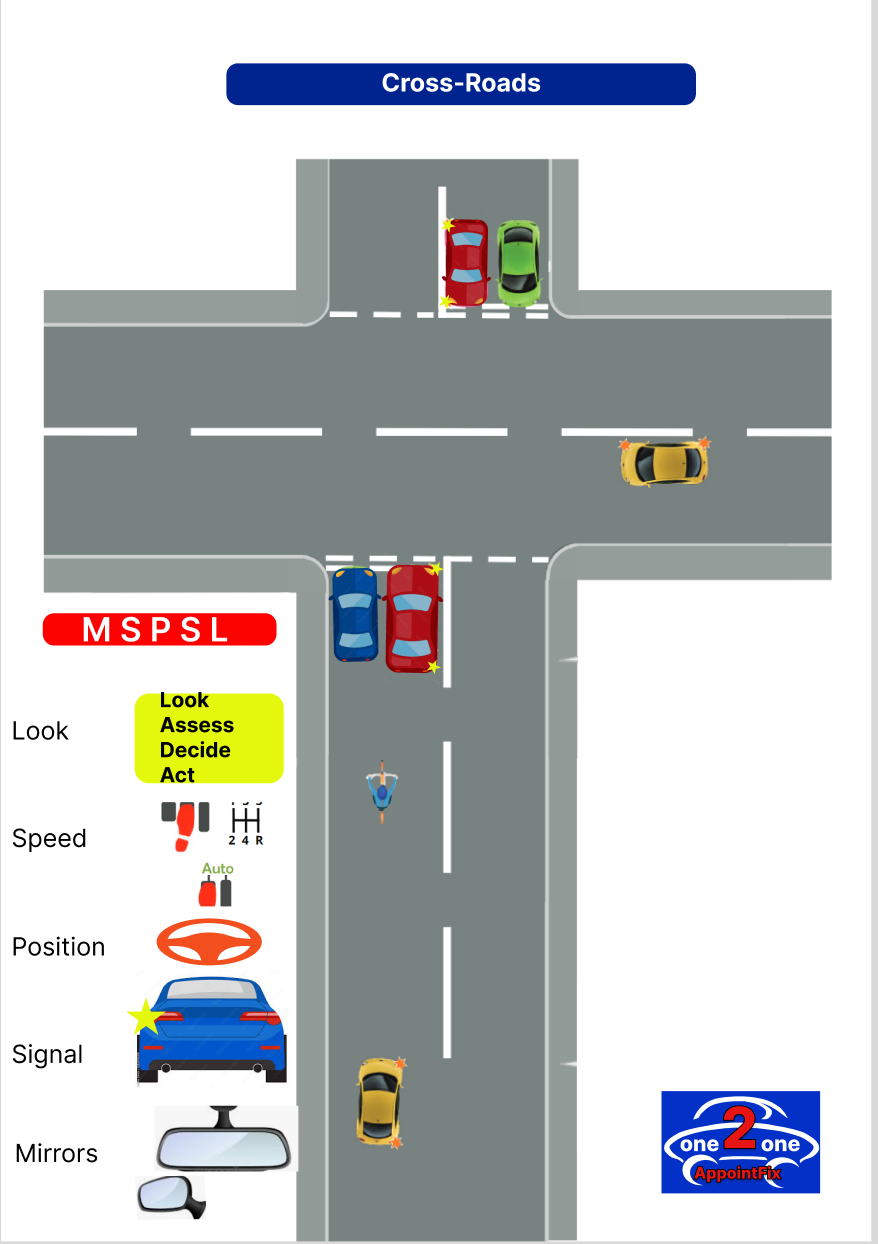 Cross-Roads
M S P S L
Look
Assess
Decide
Act
Look
Speed
2 4 R
Auto
Position
Signal
Mirrors
one 2 one
AppointFix